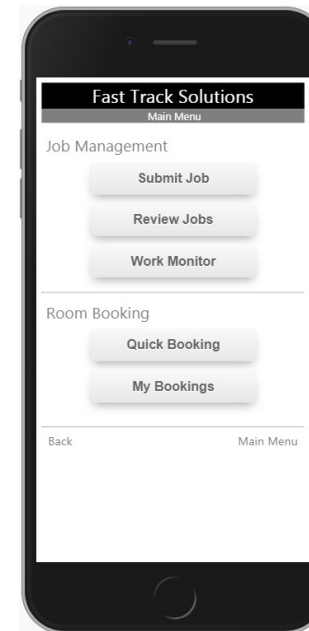 Fast Track Solutions
Main Menu
Job Management
Submit Job
Review Jobs
Work Monitor
Room Booking
Quick Booking
My Bookings
Back Main Menu